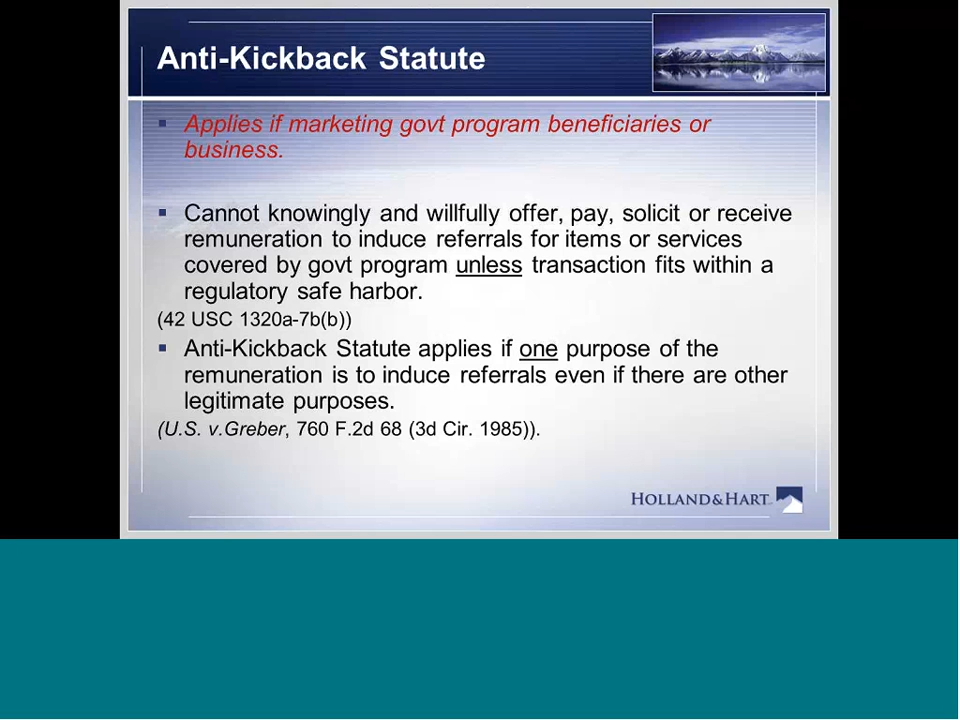 Anti-Kickback Statute
▪ Applies if marketing govt program beneficiaries or
business.
▪ Cannot knowingly and willfully offer, pay, solicit or receive
remuneration to induce referrals for items or services
covered by govt program unless transaction fits within a
regulatory safe harbor.
(42 USC 1320a-7b(b))
▪ Anti-Kickback Statute applies if one purpose of the
remuneration is to induce referrals even if there are other
legitimate purposes.
(U.S. v.Greber, 760 F.2d 68 (3d Cir. 1985)).
HOLLAND&HART